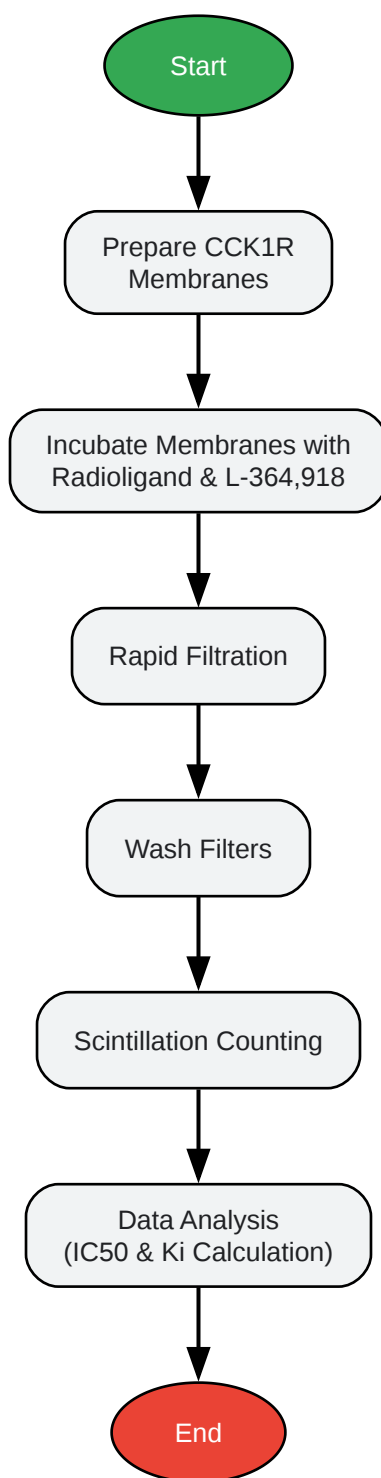 Start
Prepare CCK1R
Membranes
Incubate Membranes with
Radioligand & L-364,918
Rapid Filtration
Wash Filters
Scintillation Counting
Data Analysis
(IC50 & Ki Calculation)
End